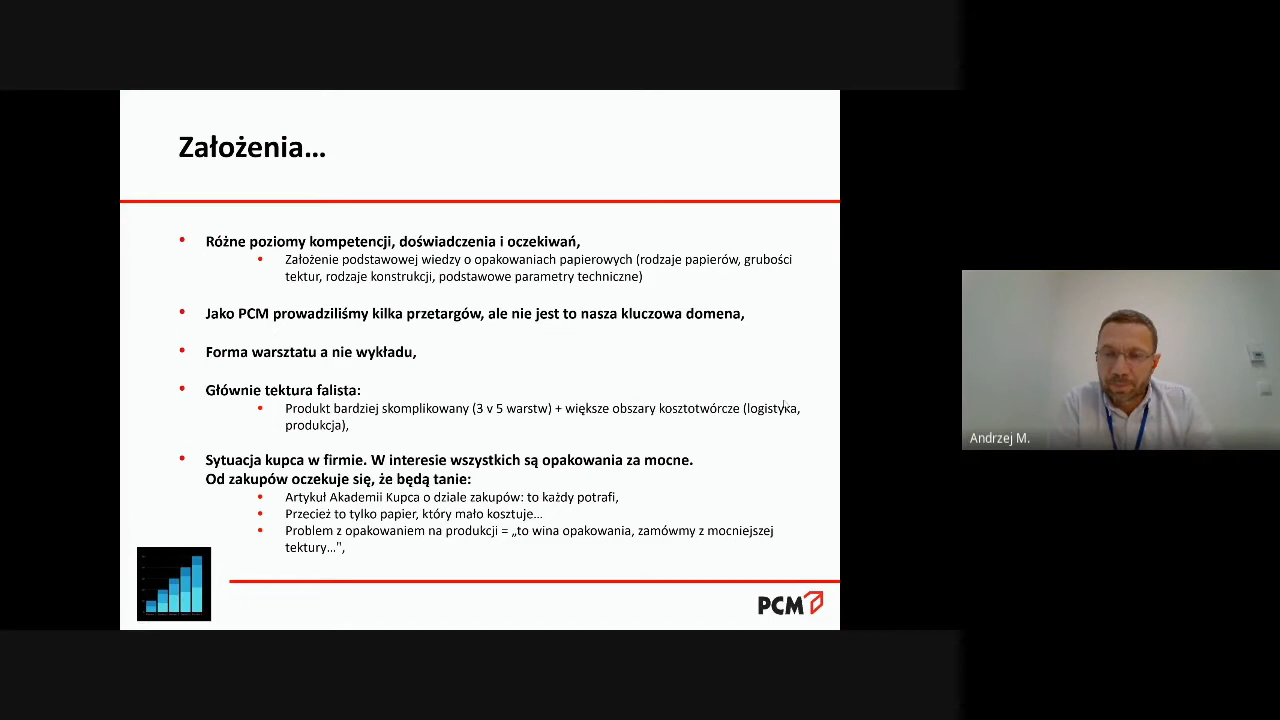 Założenia...
Różne poziomy kompetencji, doświadczenia i oczekiwań,
Założenie podstawowej wiedzy o opakowaniach papierowych (rodzaje papierów, grubości
tektur, rodzaje konstrukcji, podstawowe parametry techniczne)
Jako PCM prowadziliśmy kilka przetargów, ale nie jest to nasza kluczowa domena,
Forma warsztatu a nie wykładu,
Głównie tektura falista:
Produkt bardziej skomplikowany (3 v 5 warstw) + większe obszary kosztotwórcze (logistyka,
produkcja),
Sytuacja kupca w firmie. W interesie wszystkich są opakowania za mocne.
Od zakupów oczekuje się, że będą tanie:
Artykuł Akademii Kupca o dziale zakupów: to każdy potrafi,
Przecież to tylko papier, który mało kosztuje...
Problem z opakowaniem na produkcji = „to wina opakowania, zamówmy z mocniejszej
tektury...",
PCM
Andrzej M.